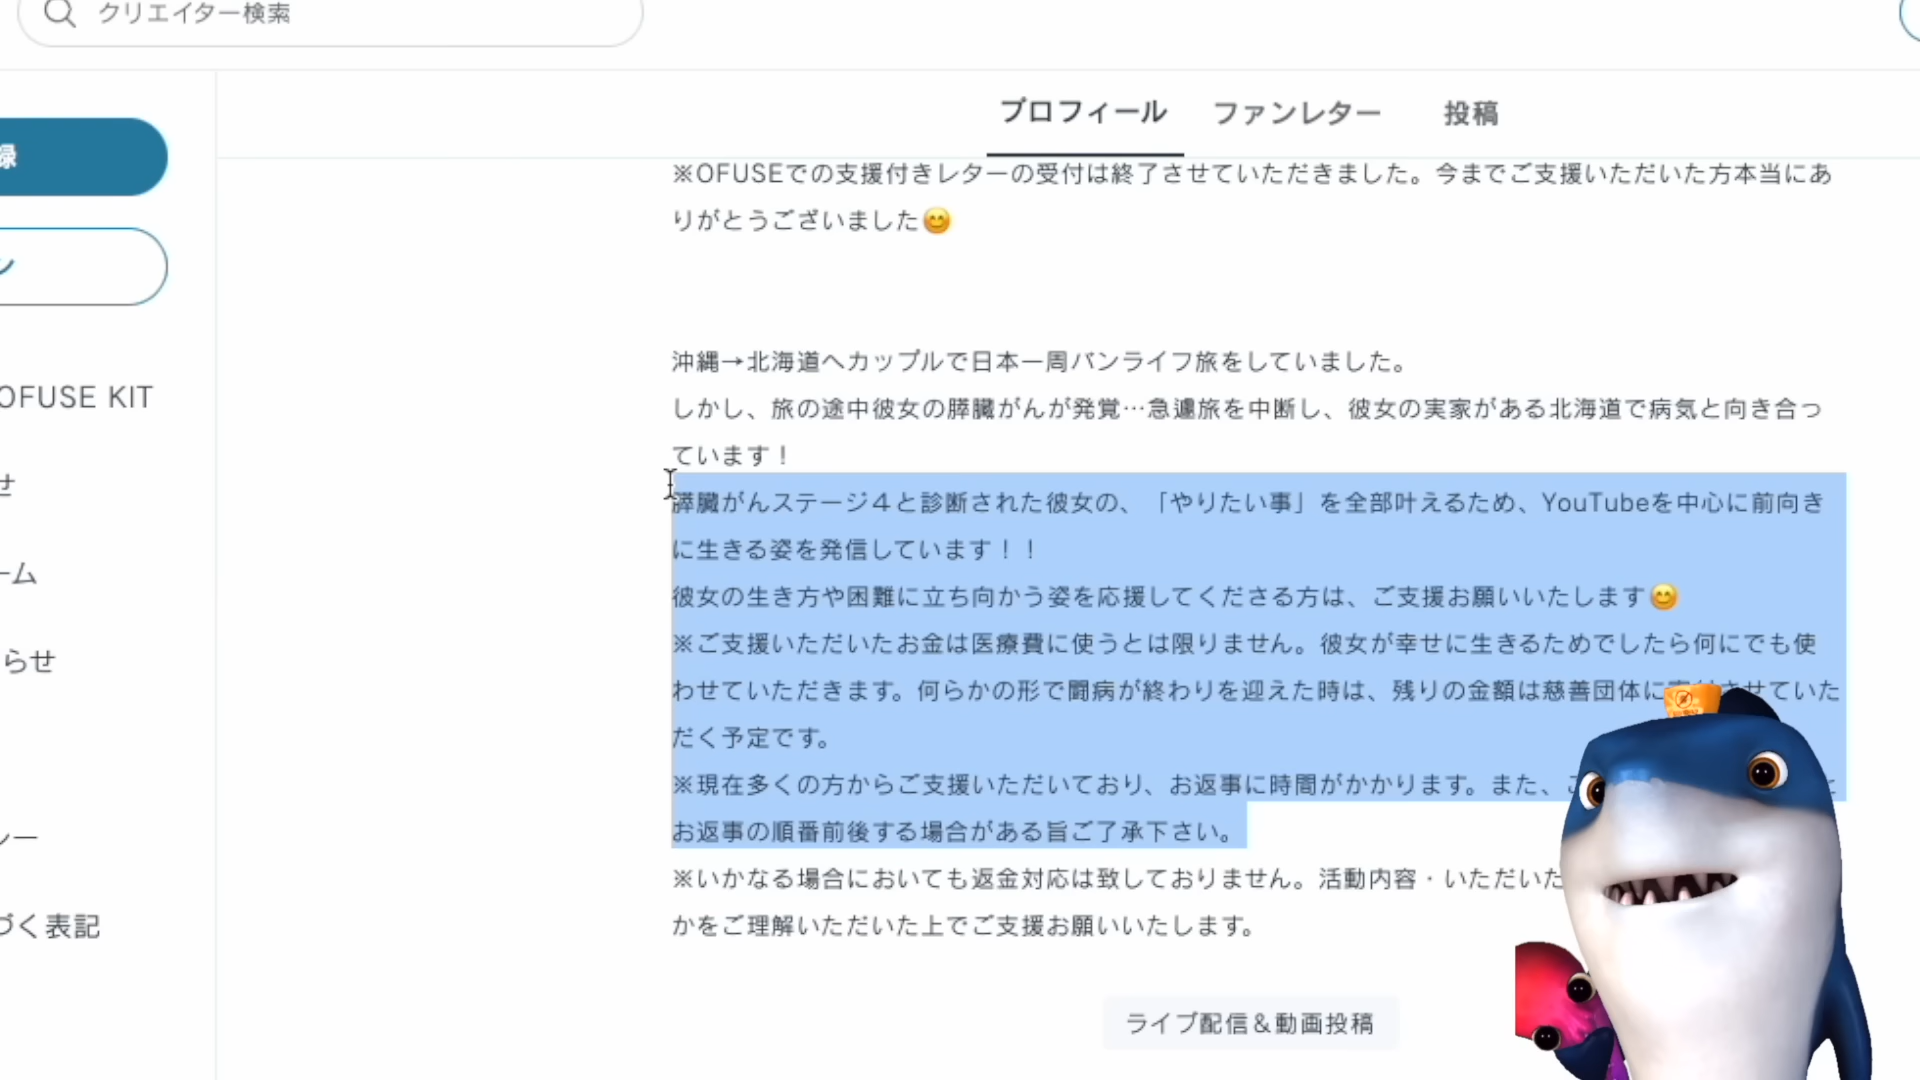 クリエイター検索
プロフィール ファンレター 投稿
録
ン
OFUSE KIT
せ
ーム
らせ
シー
づく表記
※OFUSEでの支援付きレターの受付は終了させていただきました。今までご支援いただいた方本当にあ
りがとうございました😊
沖縄→北海道へカップルで日本一周バンライフ旅をしていました。
しかし、旅の途中彼女の膵臓がんが発覚…急遽旅を中断し、彼女の実家がある北海道で病気と向き合っ
ています！
膵臓がんステージ４と診断された彼女の、「やりたい事」を全部叶えるため、YouTubeを中心に前向き
に生きる姿を発信しています！！
彼女の生き方や困難に立ち向かう姿を応援してくださる方は、ご支援お願いいたします😊
※ご支援いただいたお金は医療費に使うとは限りません。彼女が幸せに生きるためでしたら何にでも使
わせていただきます。何らかの形で闘病が終わりを迎えた時は、残りの金額は慈善団体に させていた
だく予定です。
※現在多くの方からご支援いただいており、お返事に時間がかかります。また、
お返事の順番前後する場合がある旨ご了承下さい。
※いかなる場合においても返金対応は致しておりません。活動内容・いただいた
かをご理解いただいた上でご支援お願いいたします。
ライブ配信＆動画投稿